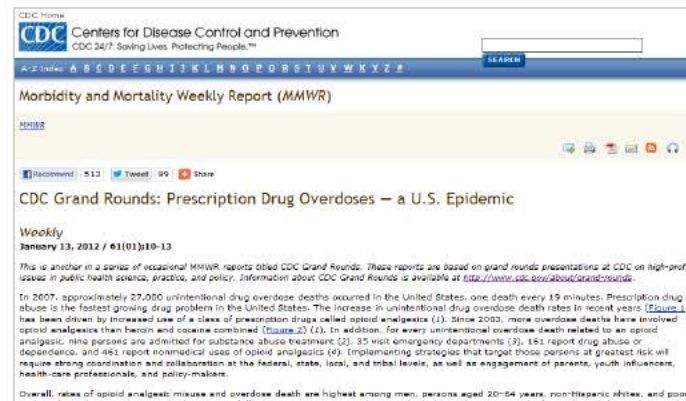 CDC Home
CDC Centers for Disease Control and Prevention
CDC 24/7: Saving Lives. Protecting People.™
SEARCH
A-Z Index A B C D E F G H I J K L M N O P Q R S T U V W X Y Z #
Morbidity and Mortality Weekly Report (MMWR)
MMWR
Recommend 512 Tweet 99 Share
CDC Grand Rounds: Prescription Drug Overdoses — a U.S. Epidemic
Weekly
January 13, 2012 / 61(01);10-13
This is another in a series of occasional MMWR reports titled CDC Grand Rounds. These reports are based on grand rounds presentations at CDC on high-prof
issues in public health science, practice, and policy. Information about CDC Grand Rounds is available at http://www.cdc.gov/about/grand-rounds.
In 2007, approximately 27,000 unintentional drug overdose deaths occurred in the United States, one death every 19 minutes. Prescription drug
abuse is the fastest growing drug problem in the United States. The increase in unintentional drug overdose death rates in recent years (Figure 1
has been driven by increased use of a class of prescription drugs called opioid analgesics (1). Since 2003, more overdose deaths have involved
opioid analgesics than heroin and cocaine combined (Figure 2) (1). In addition, for every unintentional overdose death related to an opioid
analgesic, nine persons are admitted for substance abuse treatment (2), 35 visit emergency departments (3), 161 report drug abuse or
dependence, and 461 report nonmedical uses of opioid analgesics (4). Implementing strategies that target those persons at greatest risk will
require strong coordination and collaboration at the federal, state, local, and tribal levels, as well as engagement of parents, youth influencers,
health-care professionals, and policy-makers.
Overall, rates of opioid analgesic misuse and overdose death are highest among men, persons aged 20–64 years, non-Hispanic whites, and poor